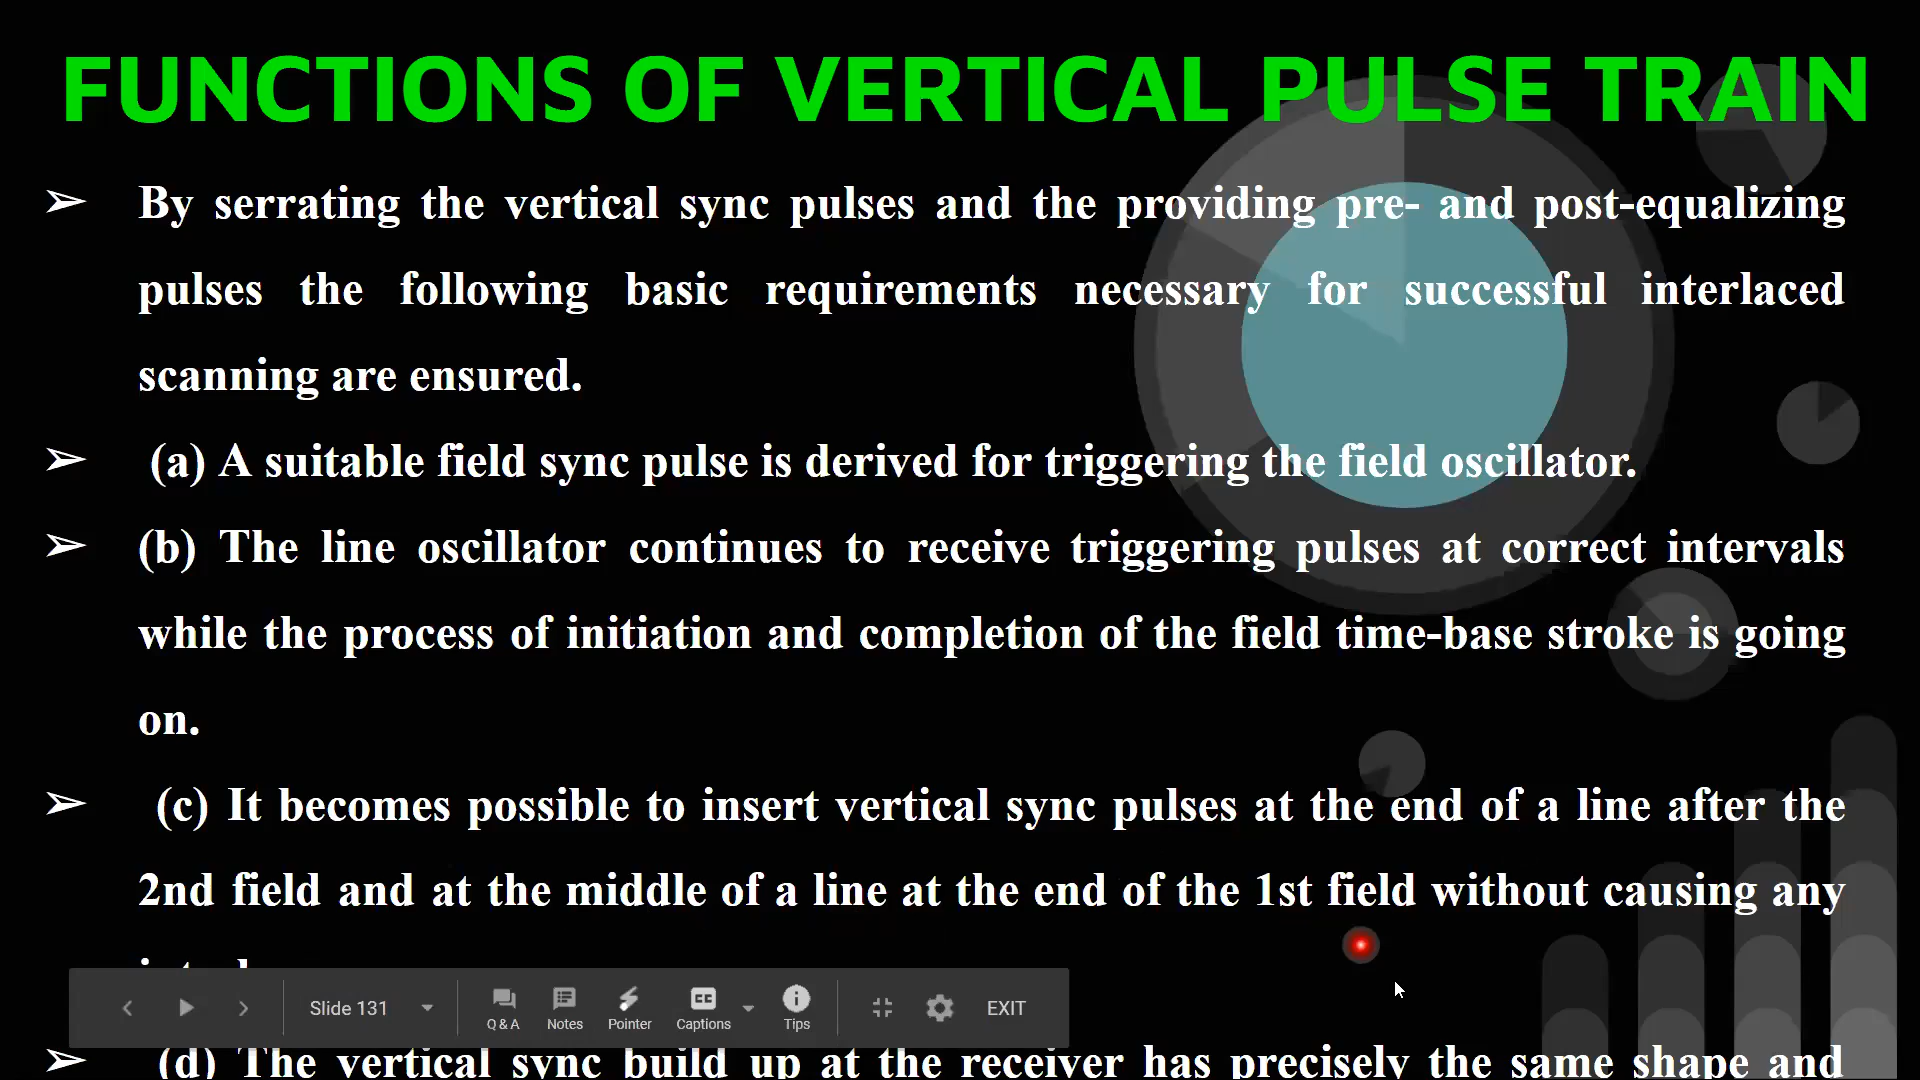 FUNCTIONS OF VERTICAL PULSE TRAIN
➢ By serrating the vertical sync pulses and the providing pre- and post-equalizing
pulses the following basic requirements necessary for successful interlaced
scanning are ensured.
➢ (a) A suitable field sync pulse is derived for triggering the field oscillator.
➢ (b) The line oscillator continues to receive triggering pulses at correct intervals
while the process of initiation and completion of the field time-base stroke is going
on.
➢ (c) It becomes possible to insert vertical sync pulses at the end of a line after the
2nd field and at the middle of a line at the end of the 1st field without causing any
Slide 131
Q & A
Notes
Pointer
CC
Captions
Tips
EXIT
➢ (d) The vertical sync build up at the receiver has precisely the same shape and